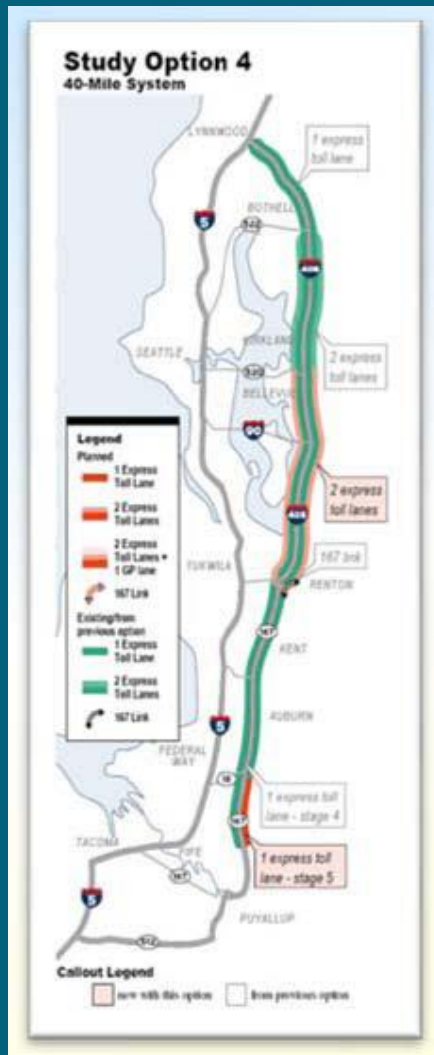 Study Option 4
40-Mile System
LYNNWOOD
1 express
toll lane
BOTHELL
5
522
405
KIRKLAND
2 express
toll lanes
SEATTLE
520
BELLEVUE
90
2 express
toll lanes
Legend
Planned
1 Express
Toll Lane
2 Express
Toll Lanes
2 Express
Toll Lanes +
1 GP lane
167 Link
Existing/from
previous option
1 Express
Toll Lane
2 Express
Toll Lanes
167 Link
405
167 link
TUKWILA
RENTON
167
KENT
5
AUBURN
FEDERAL
WAY
18
1 express toll
lane - stage 4
167
TACOMA
FIFE
167
1 express toll
lane - stage 5
5
PUYALLUP
512
Callout Legend
new with this option
from previous option